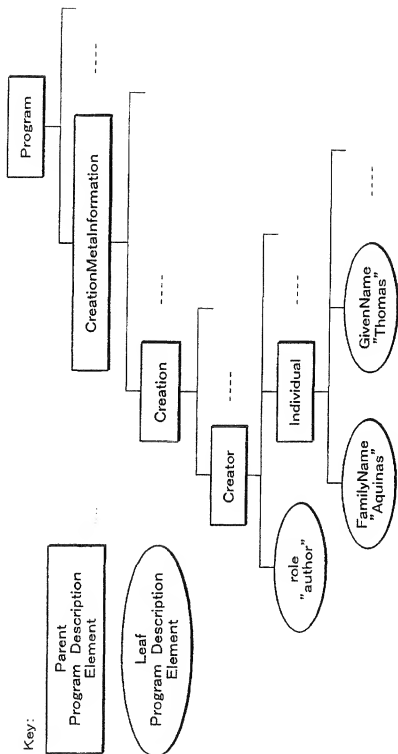 Key:
Parent
Program Description
Element
Leaf
Program Description
Element
Program
CreationMetaInformation
Creation
Creator
role
"author"
Individual
FamilyName
"Aquinas"
GivenName
"Thomas"